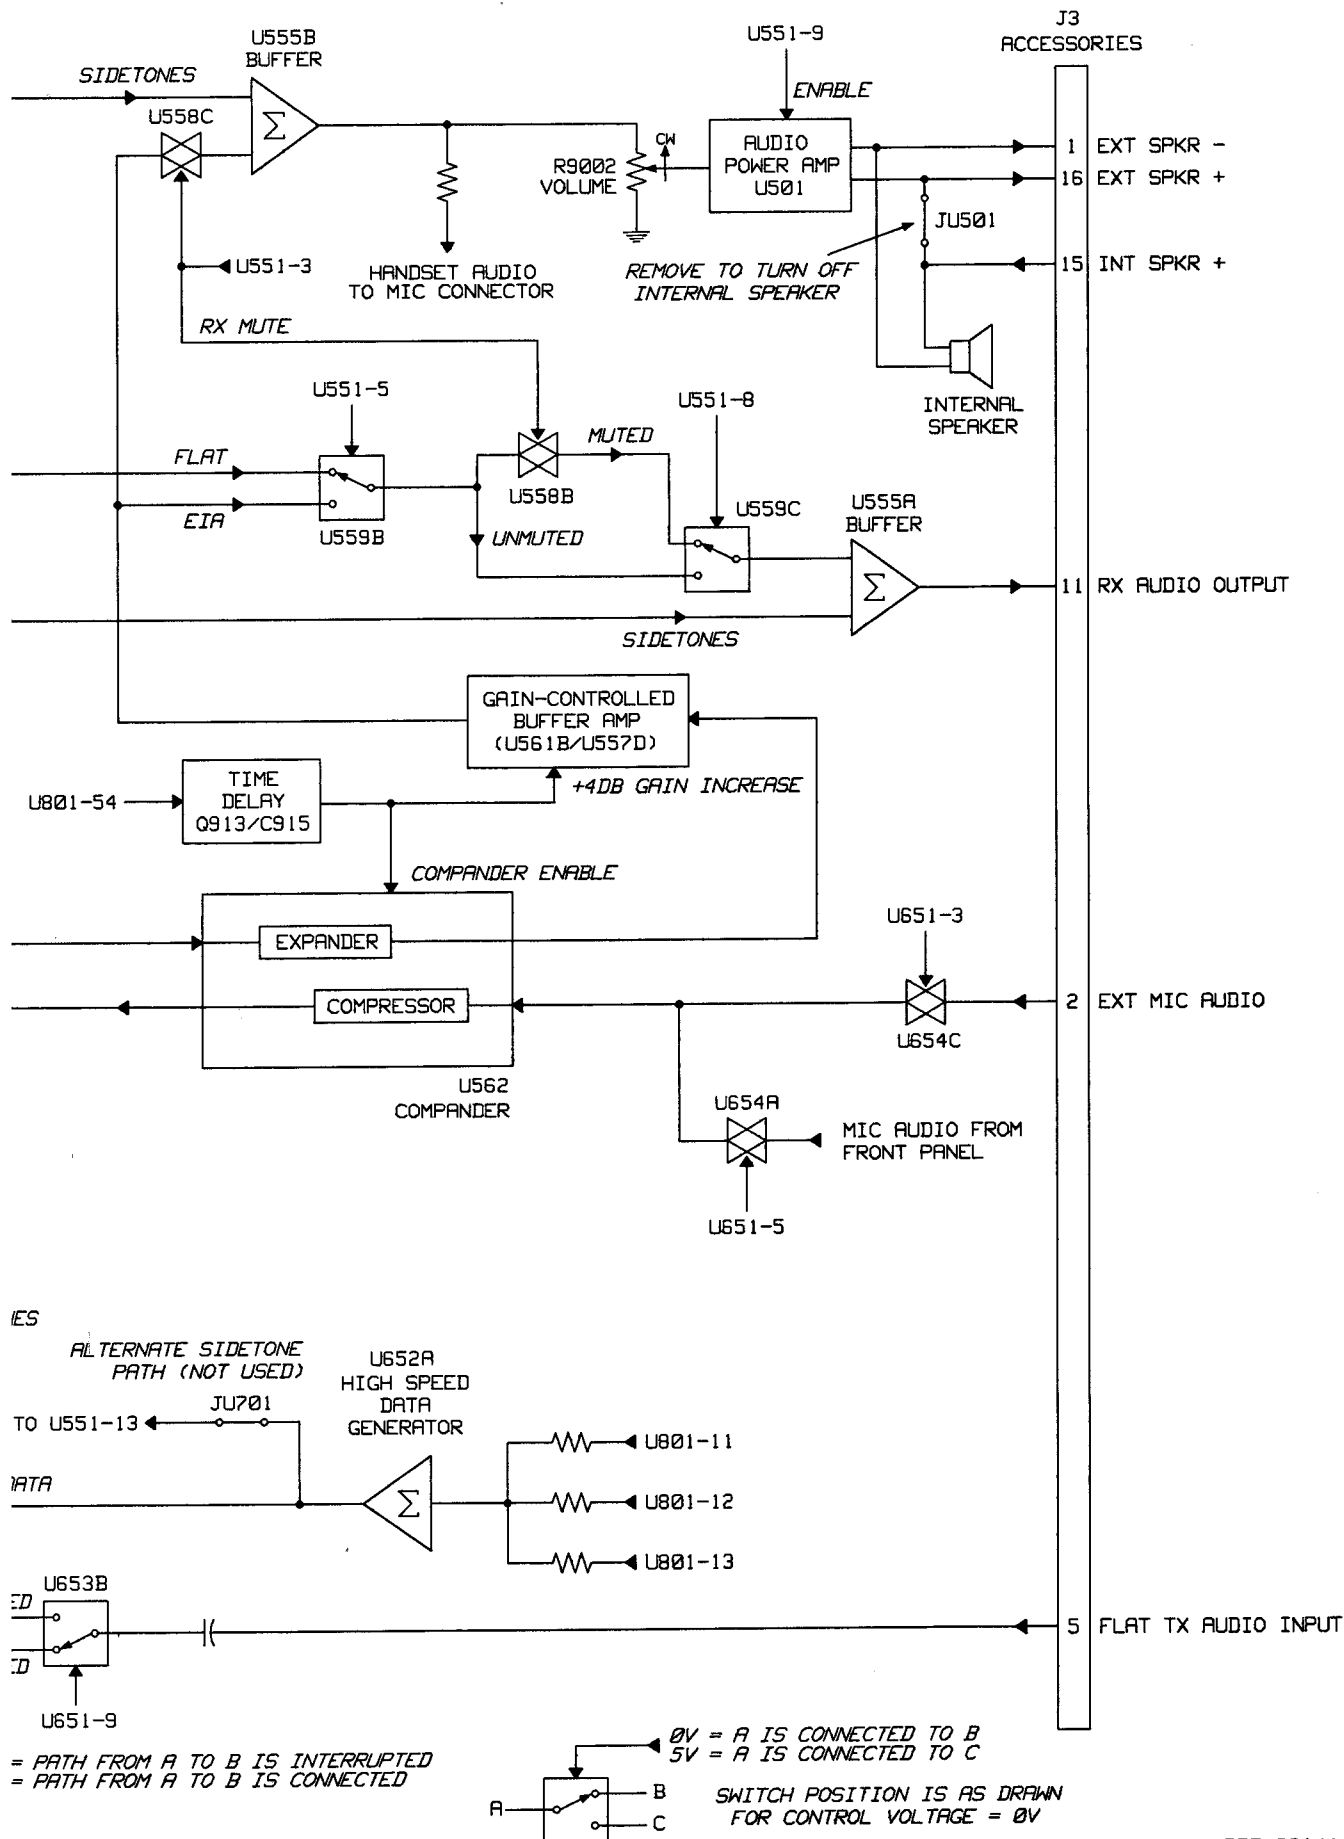 J3
ACCESSORIES
U555B
BUFFER
U551-9
SIDETONES
ENABLE
U558C
Σ
CW
R9002
VOLUME
AUDIO
POWER AMP
U501
1 EXT SPKR -
16 EXT SPKR +
JU501
U551-3
HANDSET AUDIO
TO MIC CONNECTOR
REMOVE TO TURN OFF
INTERNAL SPEAKER
15 INT SPKR +
RX MUTE
U551-5
U551-8
INTERNAL
SPEAKER
FLAT
MUTED
U558B
EIA
U559B
UNMUTED
U559C
U555A
BUFFER
Σ
11 RX AUDIO OUTPUT
SIDETONES
GAIN-CONTROLLED
BUFFER AMP
(U561B/U557D)
+4DB GAIN INCREASE
U801-54
TIME
DELAY
Q913/C915
COMPANDER ENABLE
U651-3
EXPANDER
COMPRESSOR
2 EXT MIC AUDIO
U654C
U562
COMPANDER
U654A
MIC AUDIO FROM
FRONT PANEL
U651-5
ALTERNATE SIDETONE
PATH (NOT USED)
U652A
HIGH SPEED
DATA
GENERATOR
JU701
TO U551-13
U801-11
Σ
U801-12
U801-13
U653B
5 FLAT TX AUDIO INPUT
U651-9
= PATH FROM A TO B IS INTERRUPTED
= PATH FROM A TO B IS CONNECTED
0V = A IS CONNECTED TO B
5V = A IS CONNECTED TO C
A
B
C
SWITCH POSITION IS AS DRAWN
FOR CONTROL VOLTAGE = 0V